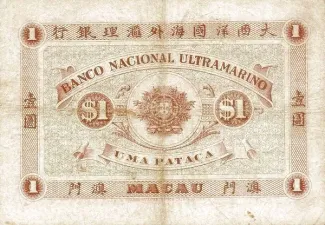 1 行銀理滙外海國洋西大 1
BANCO NACIONAL ULTRAMARINO
壹圓 $1 $1 壹圓
UMA PATACA
1 門澳 MACAU 門澳 1